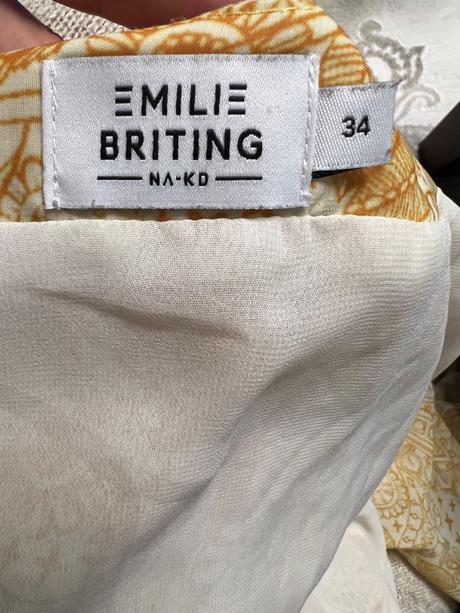 EMILIE
BRITING
NA-KD
34